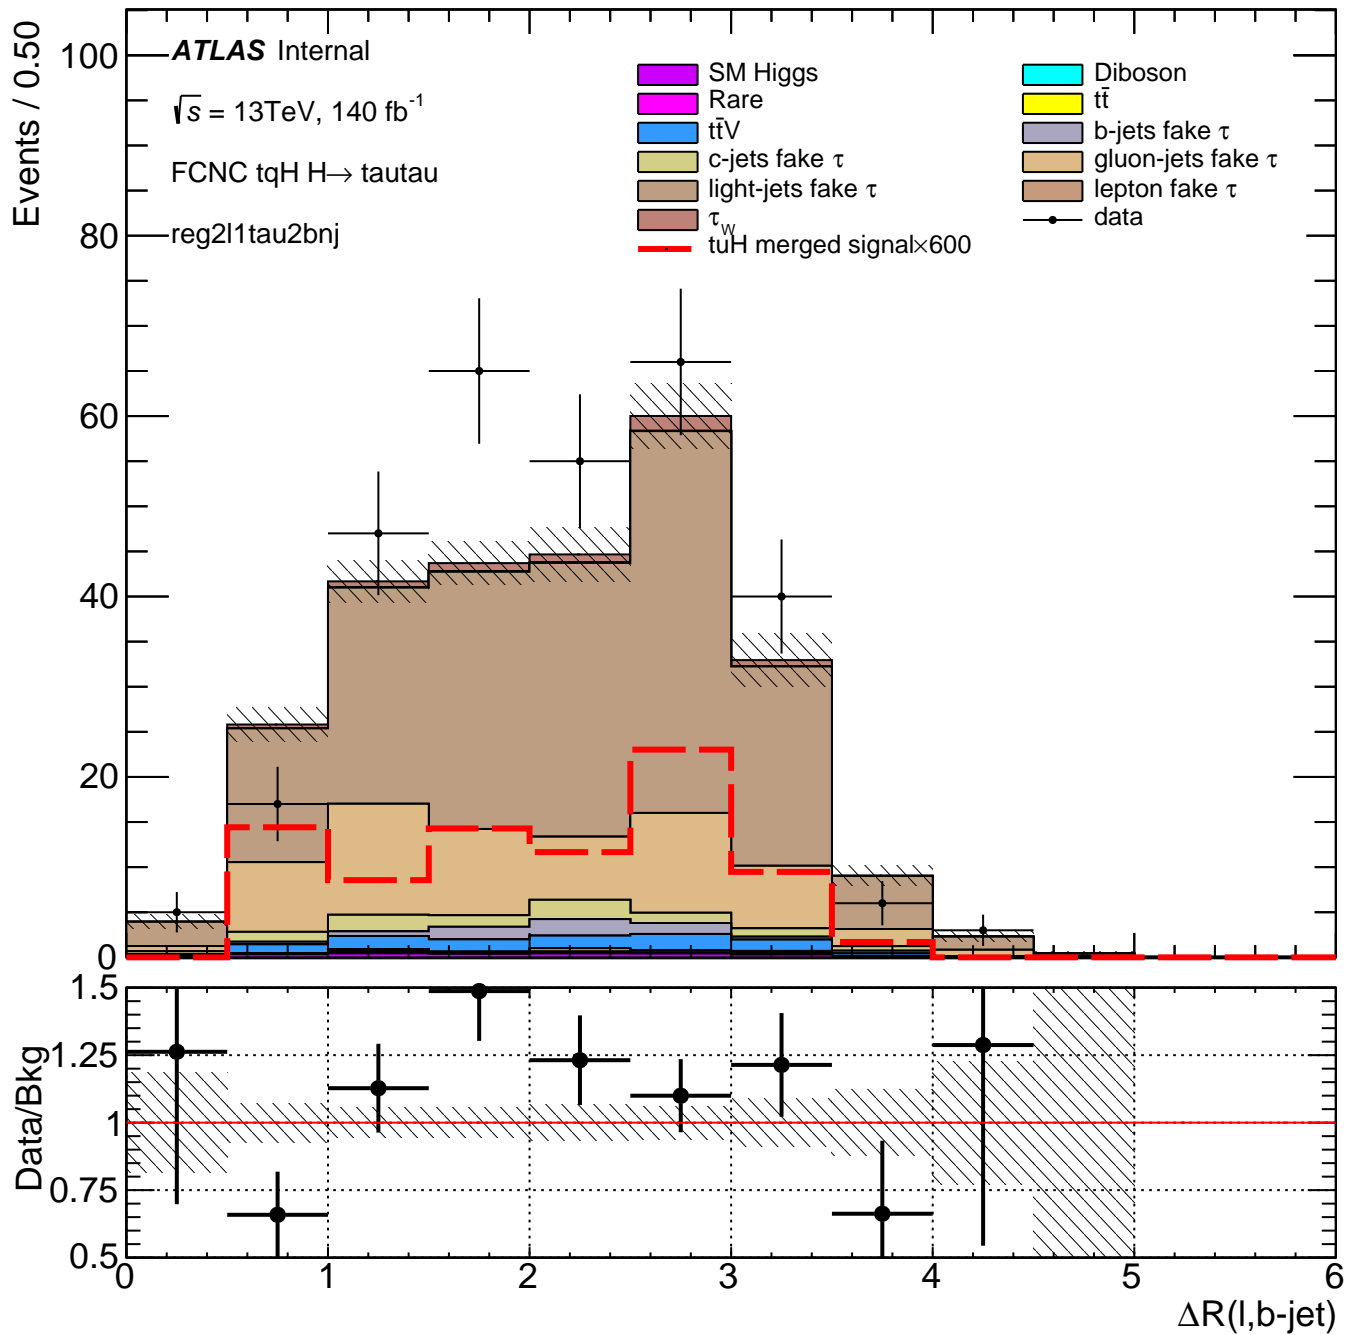 Events / 0.50
100
80
60
40
20
0
ATLAS Internal
√s = 13TeV, 140 fb⁻¹
FCNC tqH H→ tautau
reg2l1tau2bnj
SM Higgs
Rare
tt̄V
c-jets fake τ
light-jets fake τ
τ_W
tuH merged signal×600
Diboson
tt̄
b-jets fake τ
gluon-jets fake τ
lepton fake τ
data
Data/Bkg
1.5
1.25
1
0.75
0.5
0 1 2 3 4 5 6
ΔR(l,b-jet)